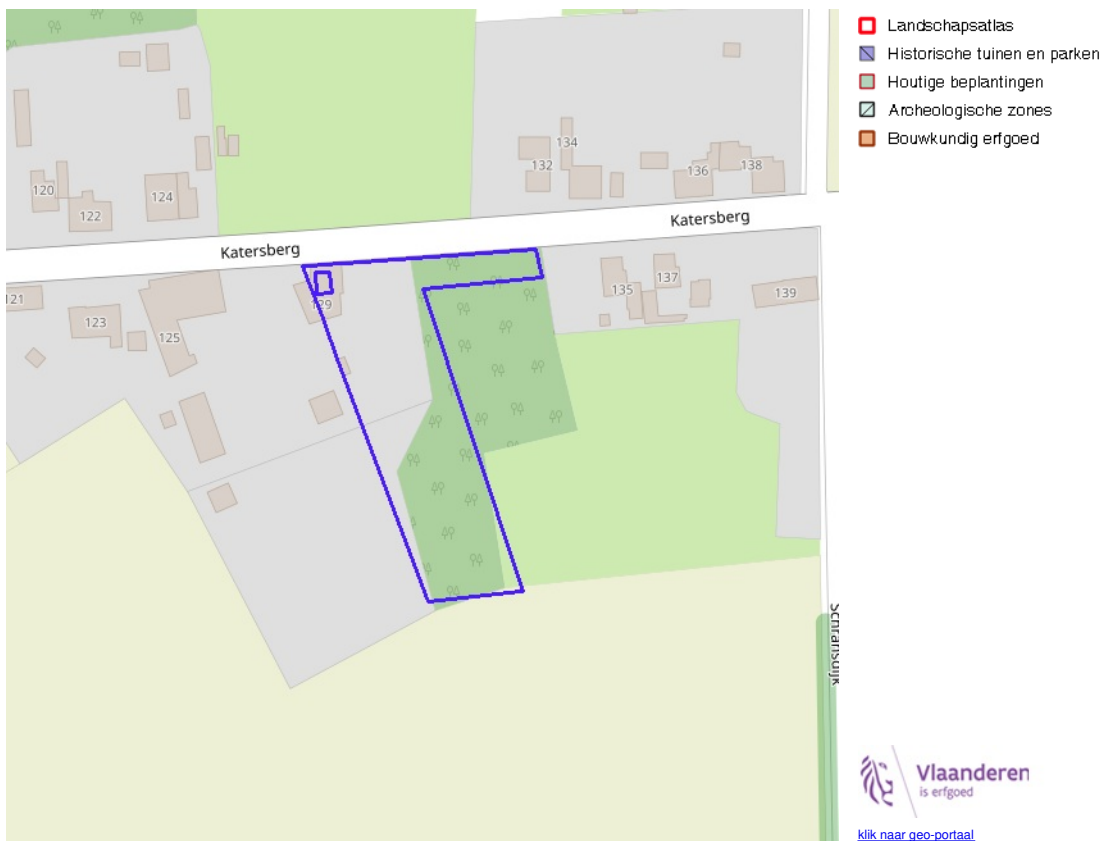 Landschapsatlas
Historische tuinen en parken
Houtige beplantingen
Archeologische zones
Bouwkundig erfgoed
134
132
136
138
120
124
122
Katersberg
Katersberg
121
123
125
129
135
137
139
Schransdijk
Vlaanderen
is erfgoed
klik naar geo-portaal